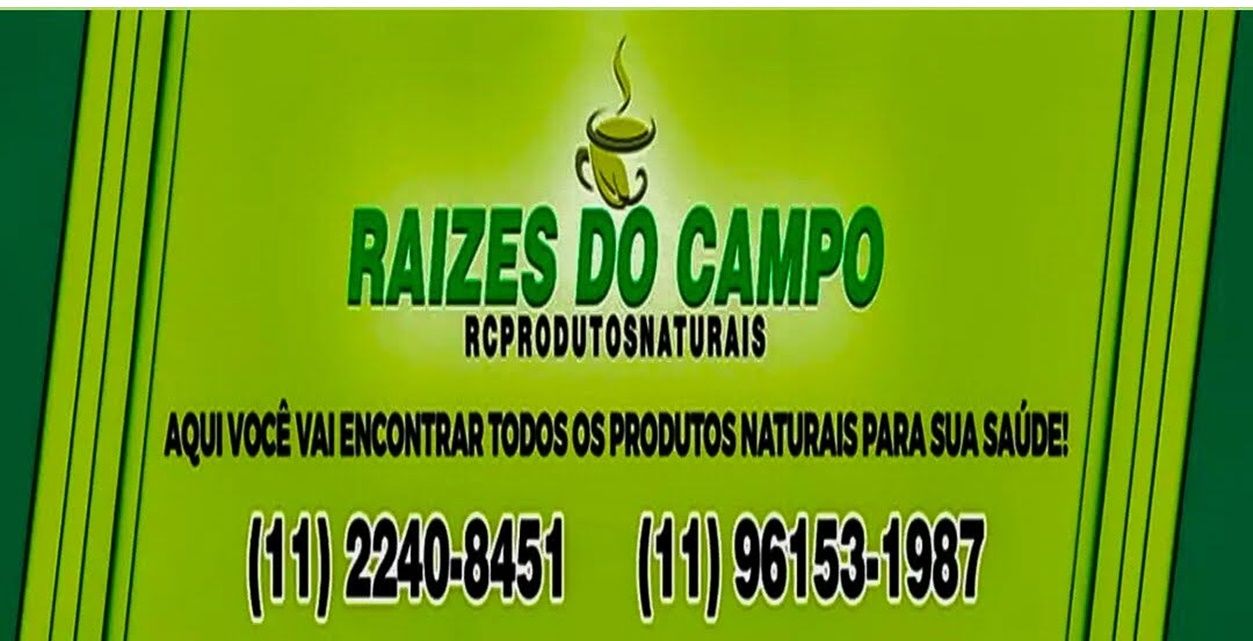 RAIZES DO CAMPO
RCPRODUTOSNATURAIS
AQUI VOCÊ VAI ENCONTRAR TODOS OS PRODUTOS NATURAIS PARA SUA SAÚDE!
(11) 2240-8451 (11) 96153-1987